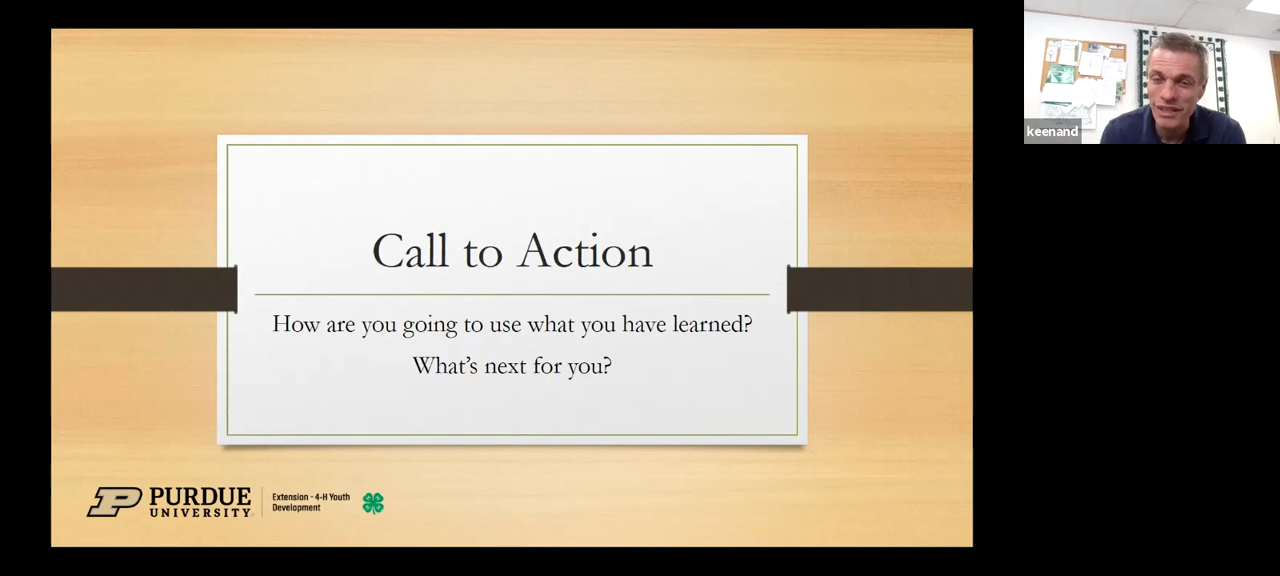 Call to Action
How are you going to use what you have learned?
What's next for you?
PURDUE
UNIVERSITY
Extension - 4-H Youth
Development
keenand